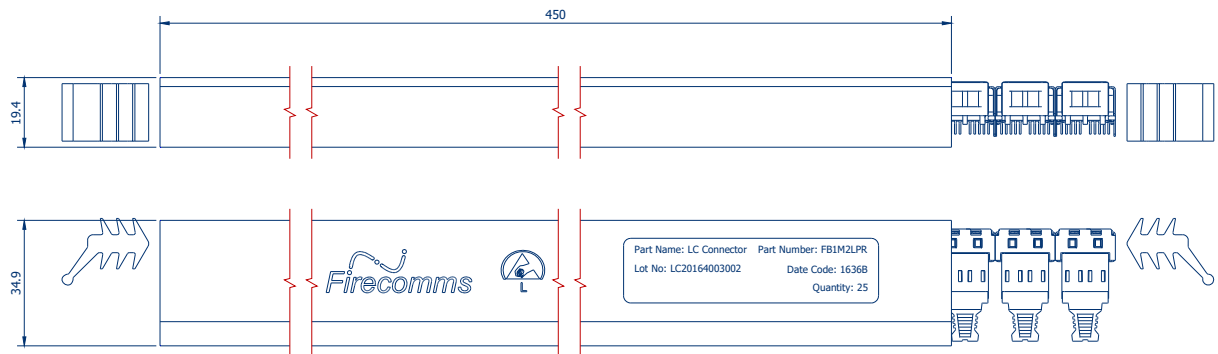 450
19.4
34.9
Firecomms
L
Part Name: LC Connector Part Number: FB1M2LPR
Lot No: LC20164003002 Date Code: 1636B
Quantity: 25